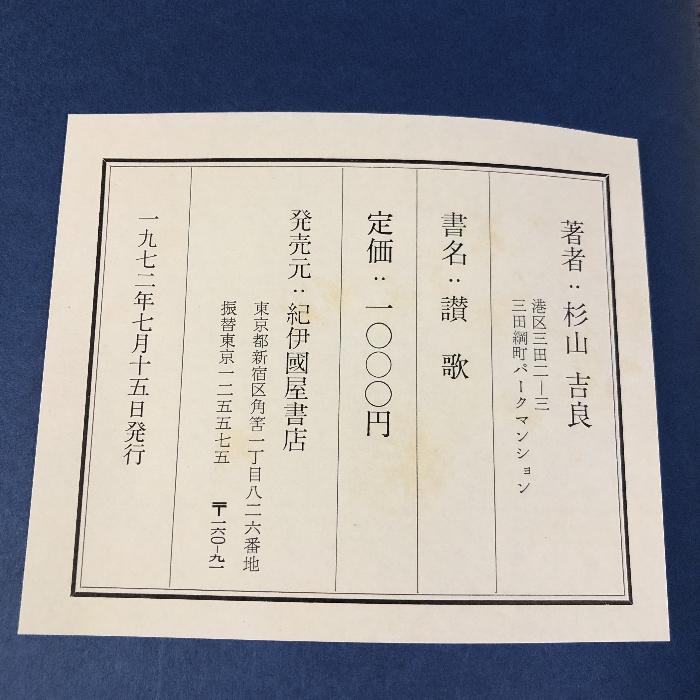 著者：杉山 吉良
港区三田二―三
三田綱町パークマンション
書名：讃 歌
定価：一〇〇〇円
発売元：紀伊國屋書店
東京都新宿区角筈一丁目八二六番地
振替東京一二五五七五 〒一六〇-九一
一九七二年七月十五日発行